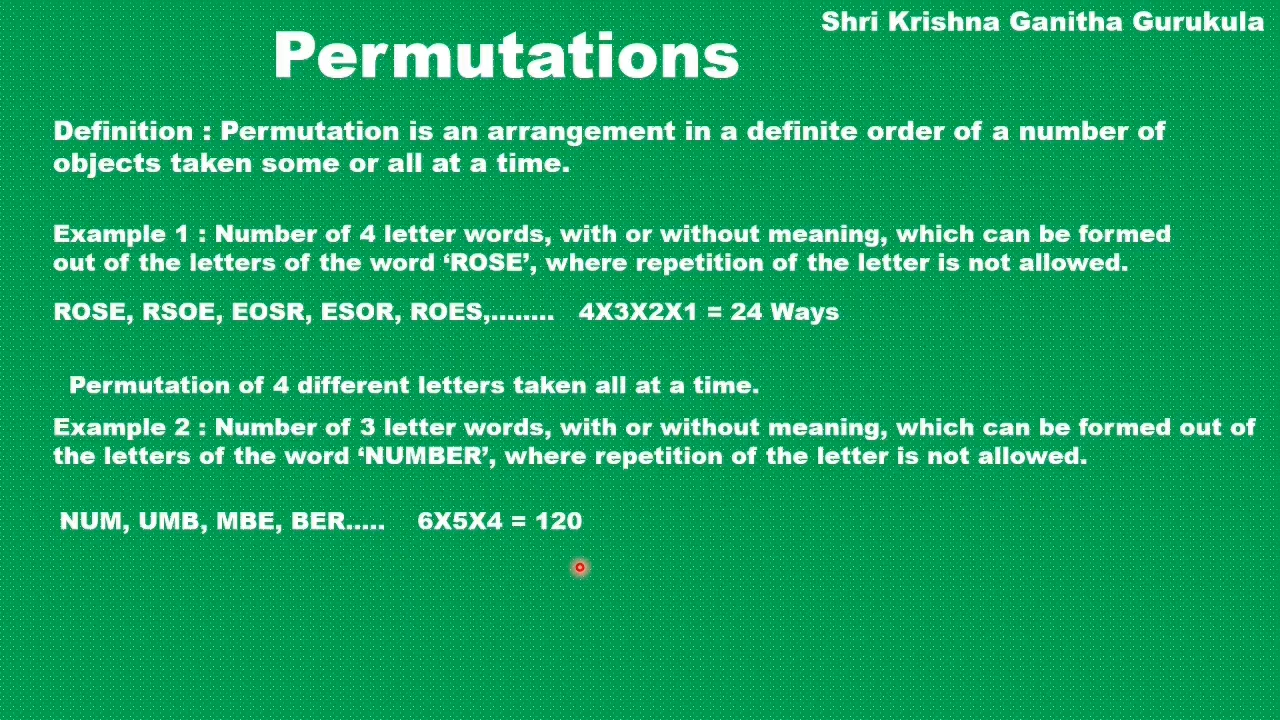 Shri Krishna Ganitha Gurukula
Permutations
Definition : Permutation is an arrangement in a definite order of a number of
objects taken some or all at a time.
Example 1 : Number of 4 letter words, with or without meaning, which can be formed
out of the letters of the word ‘ROSE’, where repetition of the letter is not allowed.
ROSE, RSOE, EOSR, ESOR, ROES,........ 4X3X2X1 = 24 Ways
Permutation of 4 different letters taken all at a time.
Example 2 : Number of 3 letter words, with or without meaning, which can be formed out of
the letters of the word ‘NUMBER’, where repetition of the letter is not allowed.
NUM, UMB, MBE, BER..... 6X5X4 = 120